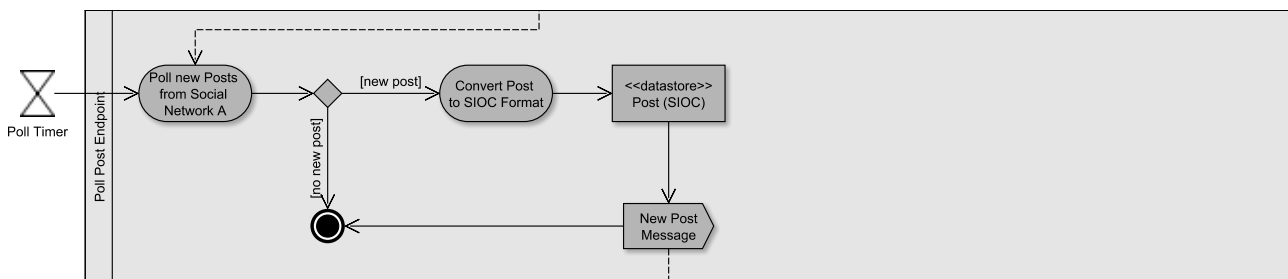 Poll Timer
Poll Post Endpoint
Poll new Posts
from Social
Network A
[new post]
[no new post]
Convert Post
to SIOC Format
<<datastore>>
Post (SIOC)
New Post
Message